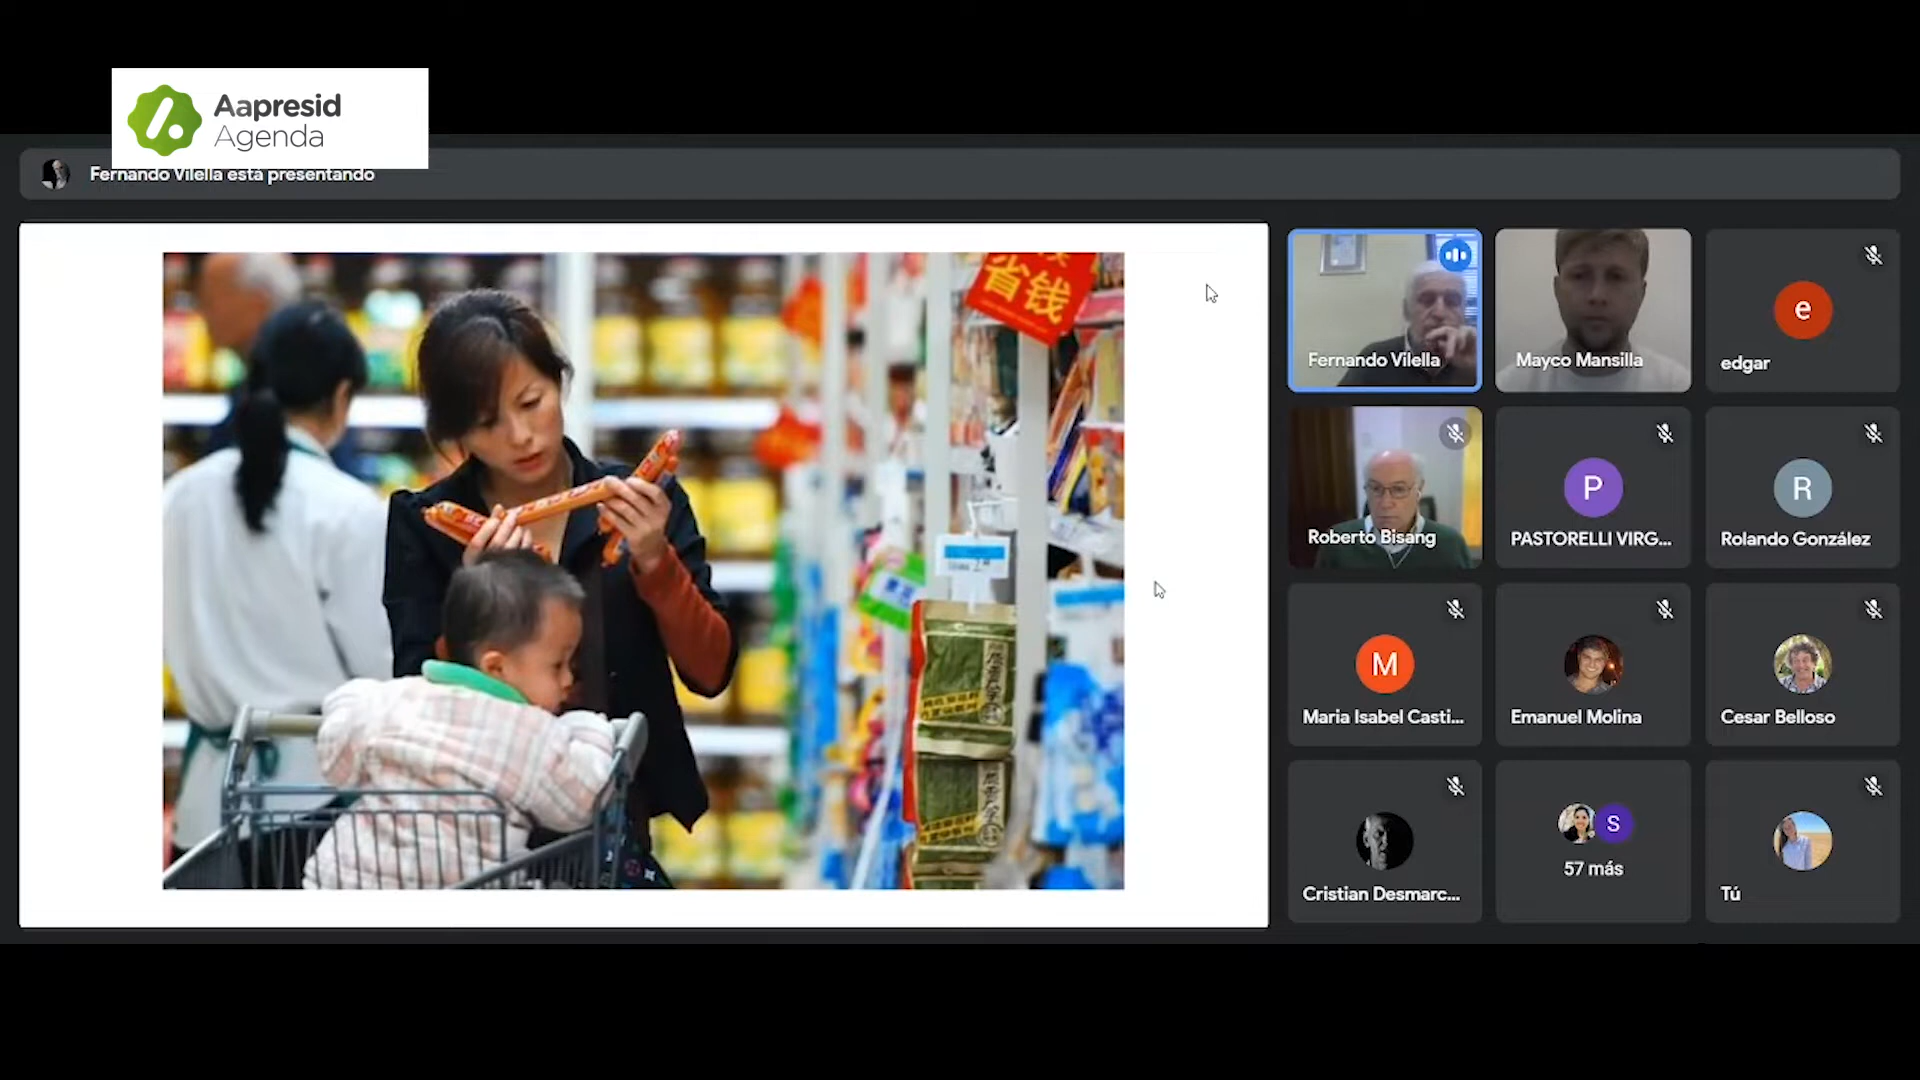 Aapresid
Agenda
Fernando Vilella está presentando
省钱
Fernando Vilella
Mayco Mansilla
e
edgar
Roberto Bisang
P
PASTORELLI VIRG...
R
Rolando González
M
Maria Isabel Casti...
Emanuel Molina
Cesar Belloso
Cristian Desmarc...
S
57 más
Tú